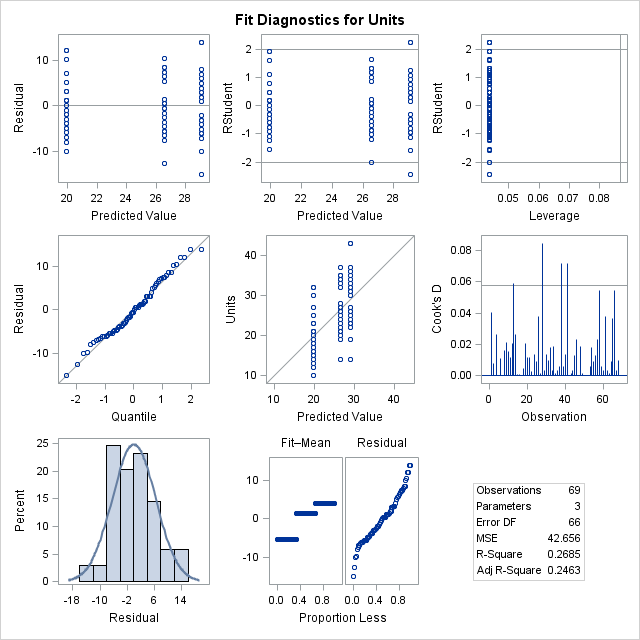 Fit Diagnostics for Units
Residual
10
0
-10
20 22 24 26 28
Predicted Value
RStudent
2
1
0
-1
-2
20 22 24 26 28
Predicted Value
RStudent
2
1
0
-1
-2
0.05 0.06 0.07 0.08
Leverage
Residual
10
0
-10
-2 -1 0 1 2
Quantile
Units
40
30
20
10
10 20 30 40
Predicted Value
Cook's D
0.08
0.06
0.04
0.02
0.00
0 20 40 60
Observation
Percent
25
20
15
10
5
0
-18 -10 -2 6 14
Residual
Fit–Mean Residual
10
0
-10
0.0 0.4 0.8 0.0 0.4 0.8
Proportion Less
Observations 69
Parameters 3
Error DF 66
MSE 42.656
R-Square 0.2685
Adj R-Square 0.2463